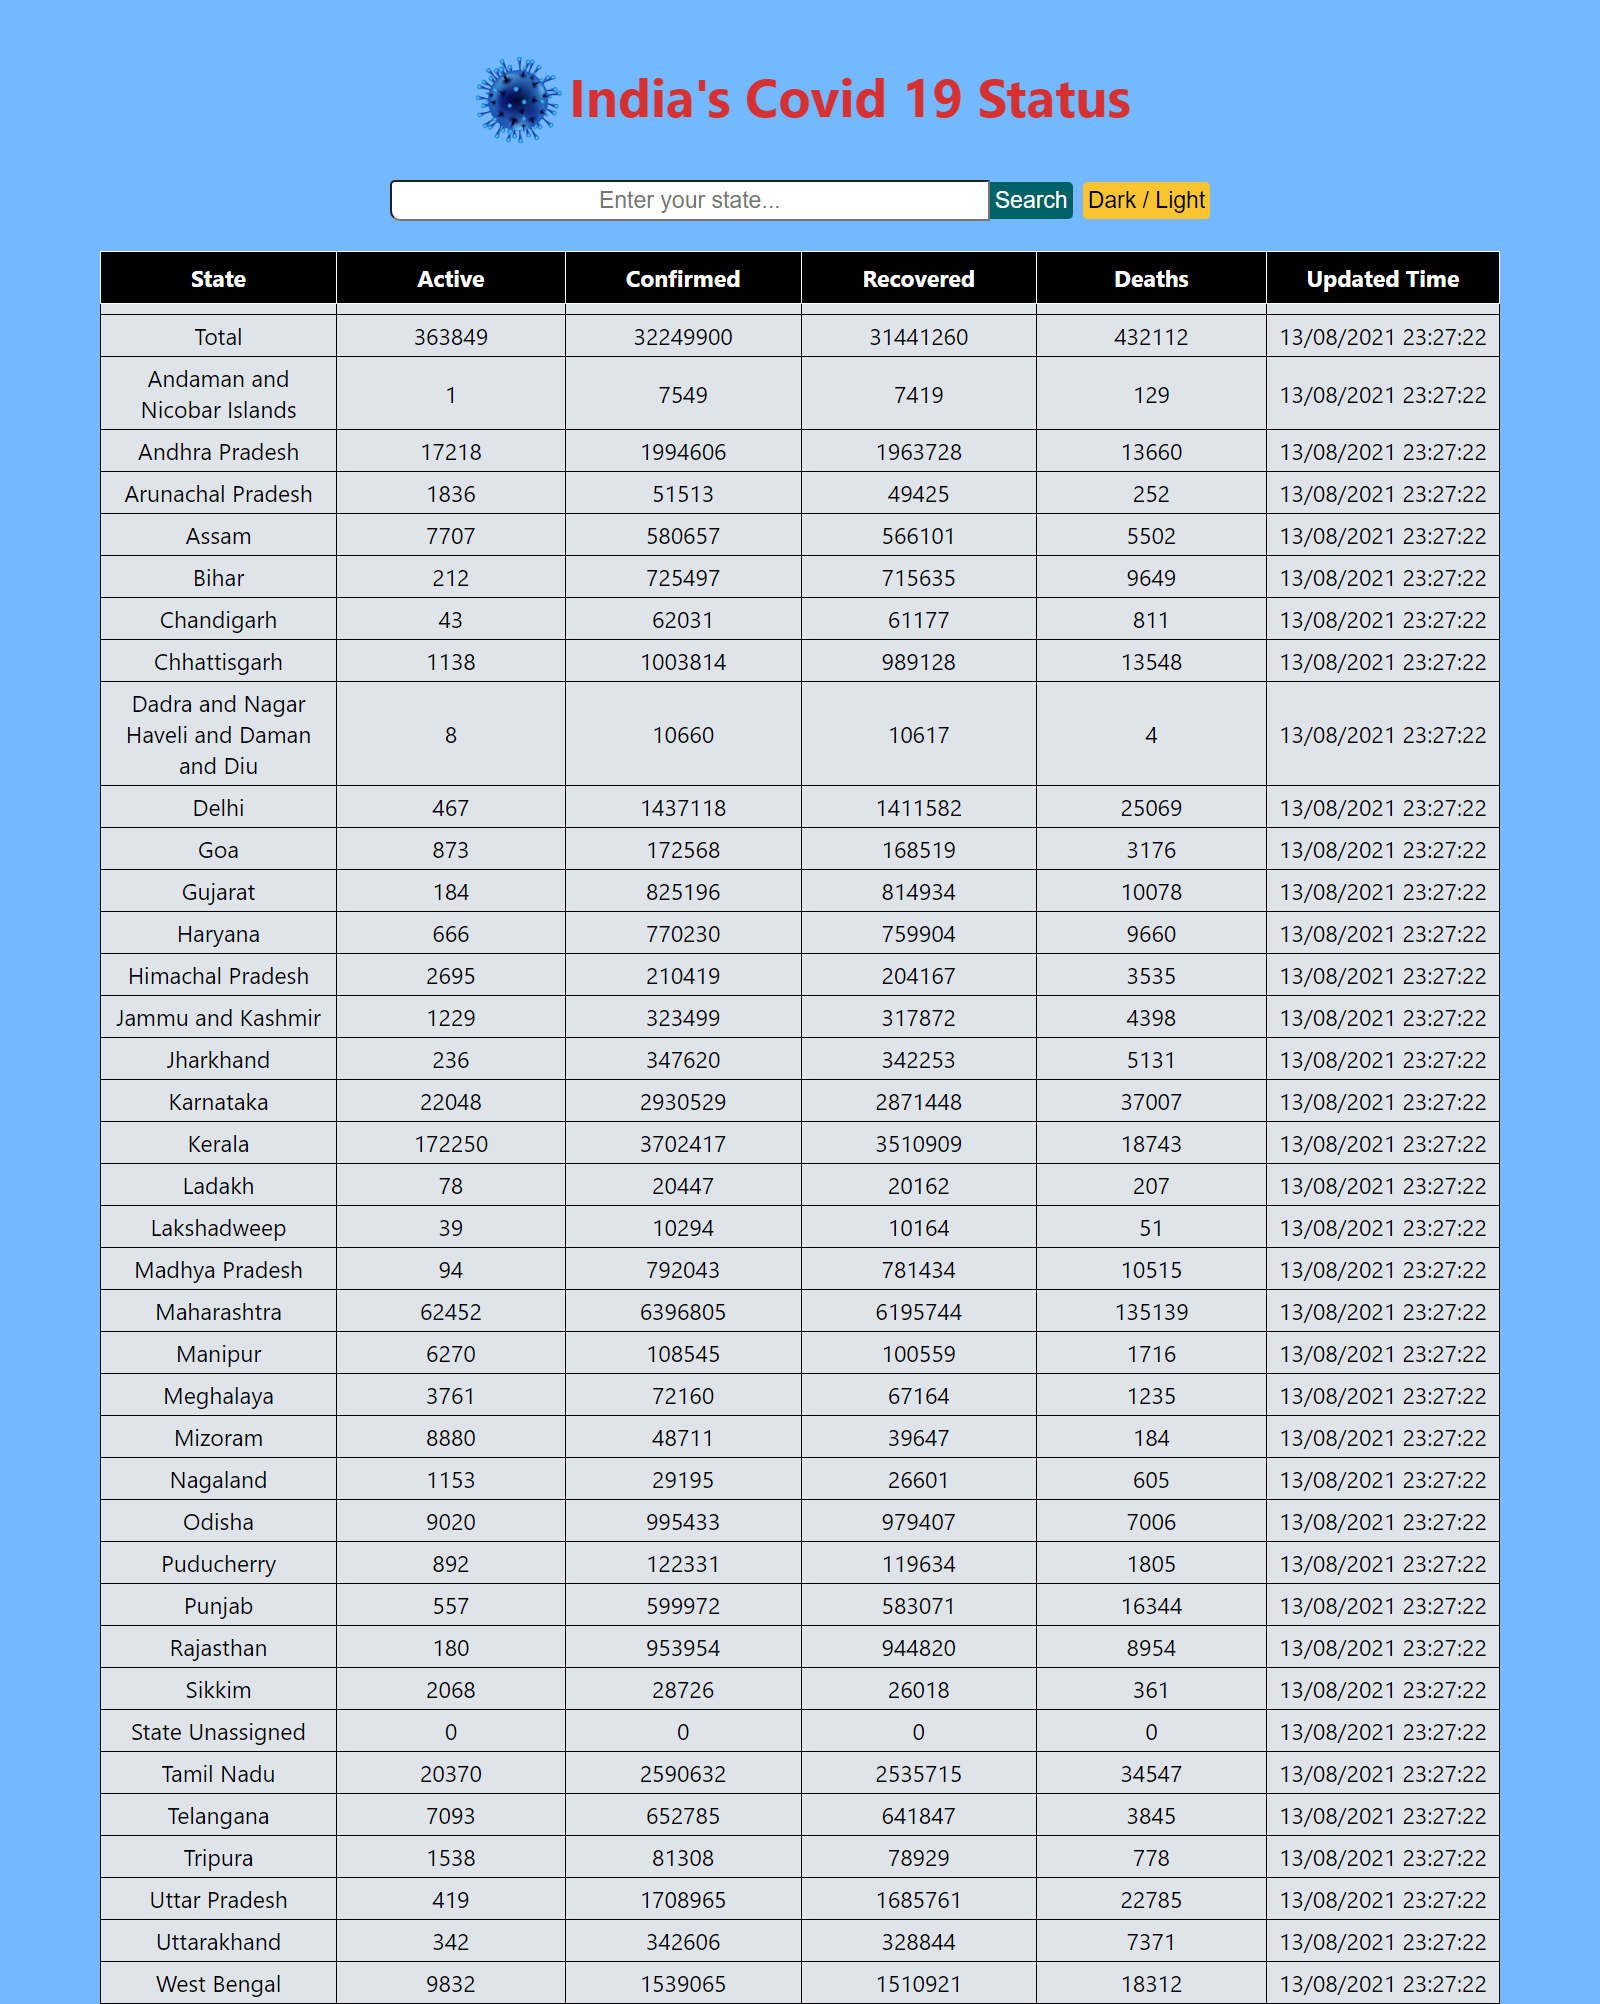 India's Covid 19 Status
Enter your state... Search Dark / Light
State Active Confirmed Recovered Deaths Updated Time
Total 363849 32249900 31441260 432112 13/08/2021 23:27:22
Andaman and
Nicobar Islands 1 7549 7419 129 13/08/2021 23:27:22
Andhra Pradesh 17218 1994606 1963728 13660 13/08/2021 23:27:22
Arunachal Pradesh 1836 51513 49425 252 13/08/2021 23:27:22
Assam 7707 580657 566101 5502 13/08/2021 23:27:22
Bihar 212 725497 715635 9649 13/08/2021 23:27:22
Chandigarh 43 62031 61177 811 13/08/2021 23:27:22
Chhattisgarh 1138 1003814 989128 13548 13/08/2021 23:27:22
Dadra and Nagar
Haveli and Daman
and Diu 8 10660 10617 4 13/08/2021 23:27:22
Delhi 467 1437118 1411582 25069 13/08/2021 23:27:22
Goa 873 172568 168519 3176 13/08/2021 23:27:22
Gujarat 184 825196 814934 10078 13/08/2021 23:27:22
Haryana 666 770230 759904 9660 13/08/2021 23:27:22
Himachal Pradesh 2695 210419 204167 3535 13/08/2021 23:27:22
Jammu and Kashmir 1229 323499 317872 4398 13/08/2021 23:27:22
Jharkhand 236 347620 342253 5131 13/08/2021 23:27:22
Karnataka 22048 2930529 2871448 37007 13/08/2021 23:27:22
Kerala 172250 3702417 3510909 18743 13/08/2021 23:27:22
Ladakh 78 20447 20162 207 13/08/2021 23:27:22
Lakshadweep 39 10294 10164 51 13/08/2021 23:27:22
Madhya Pradesh 94 792043 781434 10515 13/08/2021 23:27:22
Maharashtra 62452 6396805 6195744 135139 13/08/2021 23:27:22
Manipur 6270 108545 100559 1716 13/08/2021 23:27:22
Meghalaya 3761 72160 67164 1235 13/08/2021 23:27:22
Mizoram 8880 48711 39647 184 13/08/2021 23:27:22
Nagaland 1153 29195 26601 605 13/08/2021 23:27:22
Odisha 9020 995433 979407 7006 13/08/2021 23:27:22
Puducherry 892 122331 119634 1805 13/08/2021 23:27:22
Punjab 557 599972 583071 16344 13/08/2021 23:27:22
Rajasthan 180 953954 944820 8954 13/08/2021 23:27:22
Sikkim 2068 28726 26018 361 13/08/2021 23:27:22
State Unassigned 0 0 0 0 13/08/2021 23:27:22
Tamil Nadu 20370 2590632 2535715 34547 13/08/2021 23:27:22
Telangana 7093 652785 641847 3845 13/08/2021 23:27:22
Tripura 1538 81308 78929 778 13/08/2021 23:27:22
Uttar Pradesh 419 1708965 1685761 22785 13/08/2021 23:27:22
Uttarakhand 342 342606 328844 7371 13/08/2021 23:27:22
West Bengal 9832 1539065 1510921 18312 13/08/2021 23:27:22